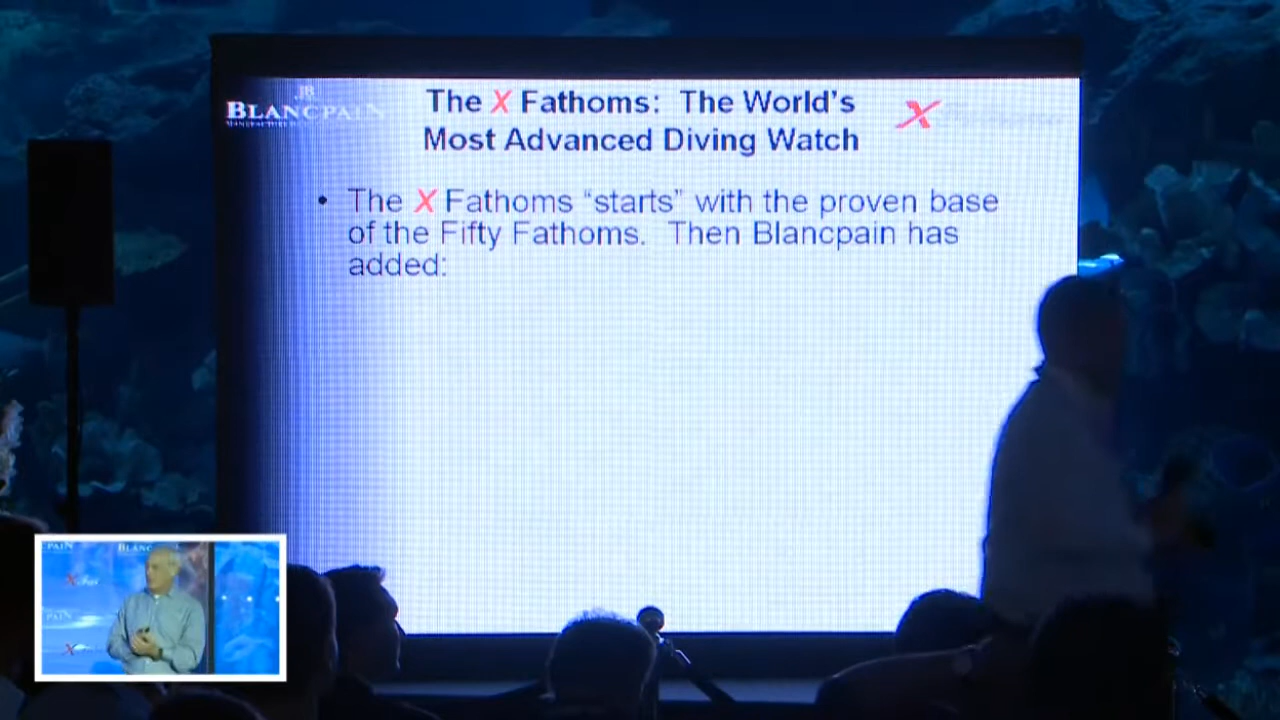 JB
BLANCPAIN
The X Fathoms: The World's
Most Advanced Diving Watch
X
• The X Fathoms “starts” with the proven base
of the Fifty Fathoms. Then Blancpain has
added: